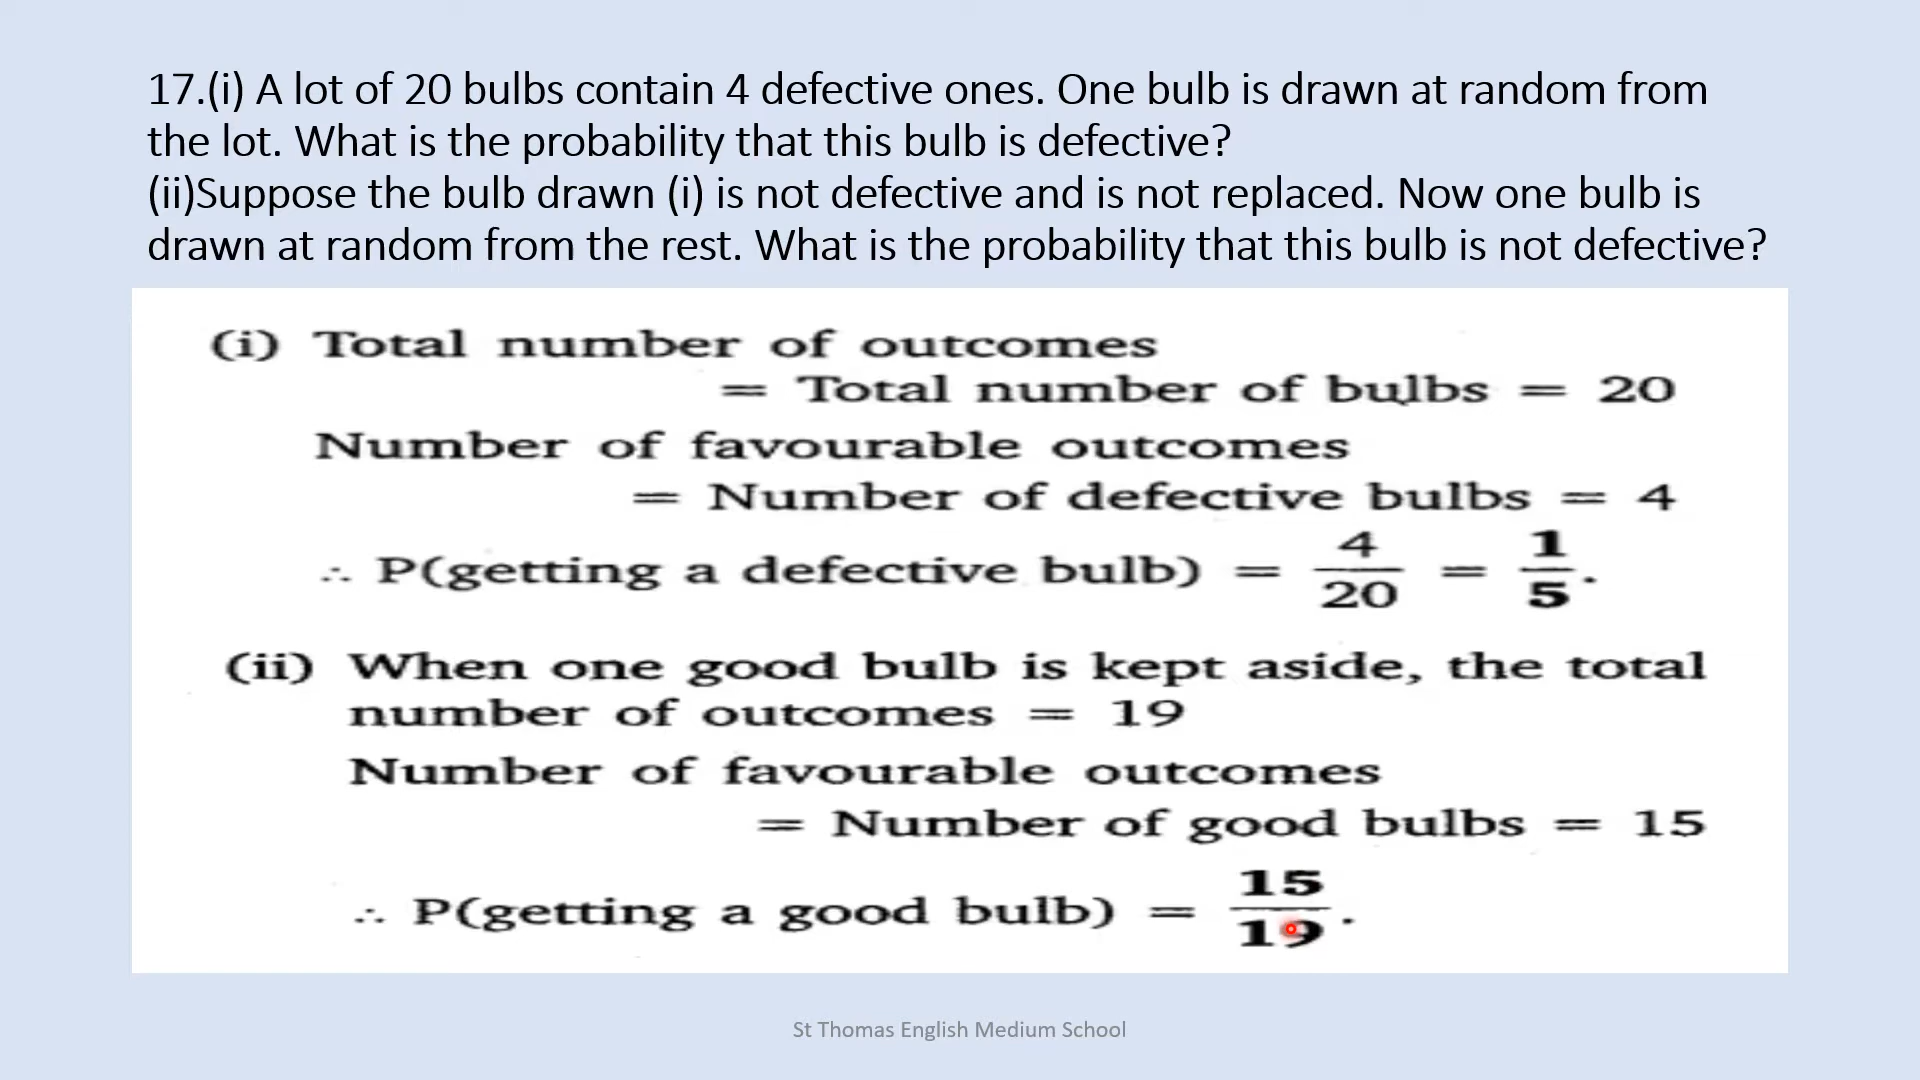 17.(i) A lot of 20 bulbs contain 4 defective ones. One bulb is drawn at random from
the lot. What is the probability that this bulb is defective?
(ii)Suppose the bulb drawn (i) is not defective and is not replaced. Now one bulb is
drawn at random from the rest. What is the probability that this bulb is not defective?
(i) Total number of outcomes
= Total number of bulbs = 20
Number of favourable outcomes
= Number of defective bulbs = 4
∴ P(getting a defective bulb) = 4/20 = 1/5.
(ii) When one good bulb is kept aside, the total
number of outcomes = 19
Number of favourable outcomes
= Number of good bulbs = 15
∴ P(getting a good bulb) = 15/19.
St Thomas English Medium School